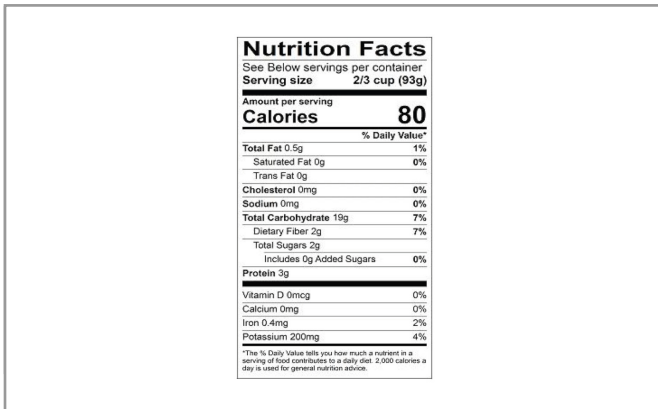 Nutrition Facts
See Below servings per container
Serving size 2/3 cup (93g)
Amount per serving
Calories 80
% Daily Value*
Total Fat 0.5g 1%
Saturated Fat 0g 0%
Trans Fat 0g
Cholesterol 0mg 0%
Sodium 0mg 0%
Total Carbohydrate 19g 7%
Dietary Fiber 2g 7%
Total Sugars 2g
Includes 0g Added Sugars 0%
Protein 3g
Vitamin D 0mcg 0%
Calcium 0mg 0%
Iron 0.4mg 2%
Potassium 200mg 4%
*The % Daily Value tells you how much a nutrient in a
serving of food contributes to a daily diet. 2,000 calories a
day is used for general nutrition advice.